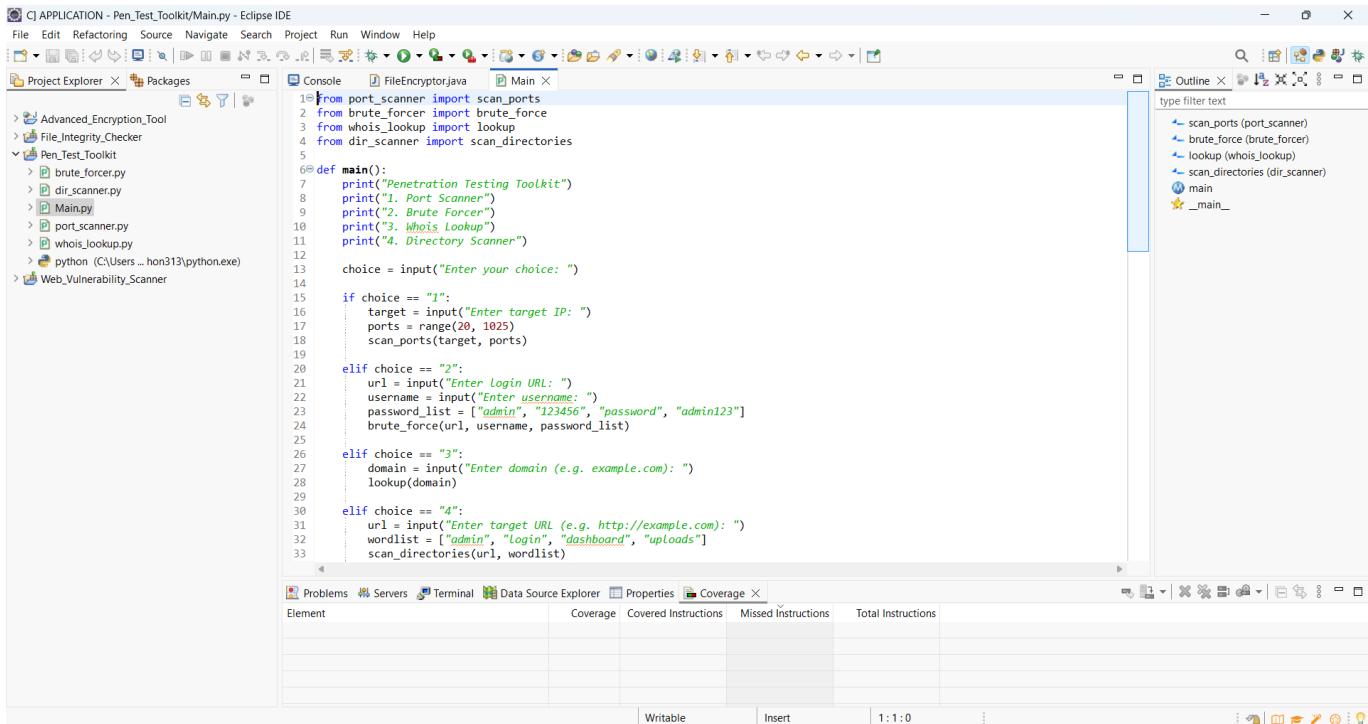 C] APPLICATION - Pen_Test_Toolkit/Main.py - Eclipse IDE
File Edit Refactoring Source Navigate Search Project Run Window Help
Project Explorer Packages
Advanced_Encryption_Tool
File_Integrity_Checker
Pen_Test_Toolkit
brute_forcer.py
dir_scanner.py
Main.py
port_scanner.py
whois_lookup.py
python (C:\Users ... hon313\python.exe)
Web_Vulnerability_Scanner
Console FileEncryptor.java Main
1 from port_scanner import scan_ports
2 from brute_forcer import brute_force
3 from whois_lookup import lookup
4 from dir_scanner import scan_directories
5
6 def main():
7     print("Penetration Testing Toolkit")
8     print("1. Port Scanner")
9     print("2. Brute Forcer")
10     print("3. Whois Lookup")
11     print("4. Directory Scanner")
12
13     choice = input("Enter your choice: ")
14
15     if choice == "1":
16         target = input("Enter target IP: ")
17         ports = range(20, 1025)
18         scan_ports(target, ports)
19
20     elif choice == "2":
21         url = input("Enter login URL: ")
22         username = input("Enter username: ")
23         password_list = ["admin", "123456", "password", "admin123"]
24         brute_force(url, username, password_list)
25
26     elif choice == "3":
27         domain = input("Enter domain (e.g. example.com): ")
28         lookup(domain)
29
30     elif choice == "4":
31         url = input("Enter target URL (e.g. http://example.com): ")
32         wordlist = ["admin", "login", "dashboard", "uploads"]
33         scan_directories(url, wordlist)
Outline
type filter text
scan_ports (port_scanner)
brute_force (brute_forcer)
lookup (whois_lookup)
scan_directories (dir_scanner)
main
__main__
Problems Servers Terminal Data Source Explorer Properties Coverage
Element Coverage Covered Instructions Missed Instructions Total Instructions
Writable Insert 1:1:0